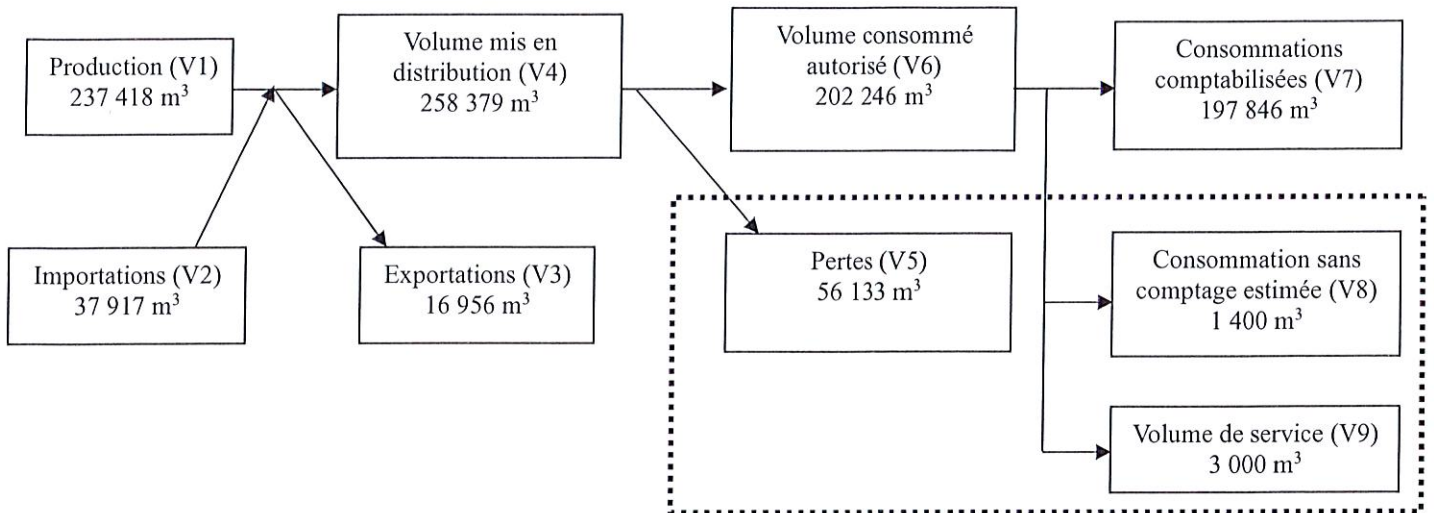 Production (V1)
237 418 m³
Volume mis en
distribution (V4)
258 379 m³
Volume consommé
autorisé (V6)
202 246 m³
Consommations
comptabilisées (V7)
197 846 m³
Importations (V2)
37 917 m³
Exportations (V3)
16 956 m³
Pertes (V5)
56 133 m³
Consommation sans
comptage estimée (V8)
1 400 m³
Volume de service (V9)
3 000 m³